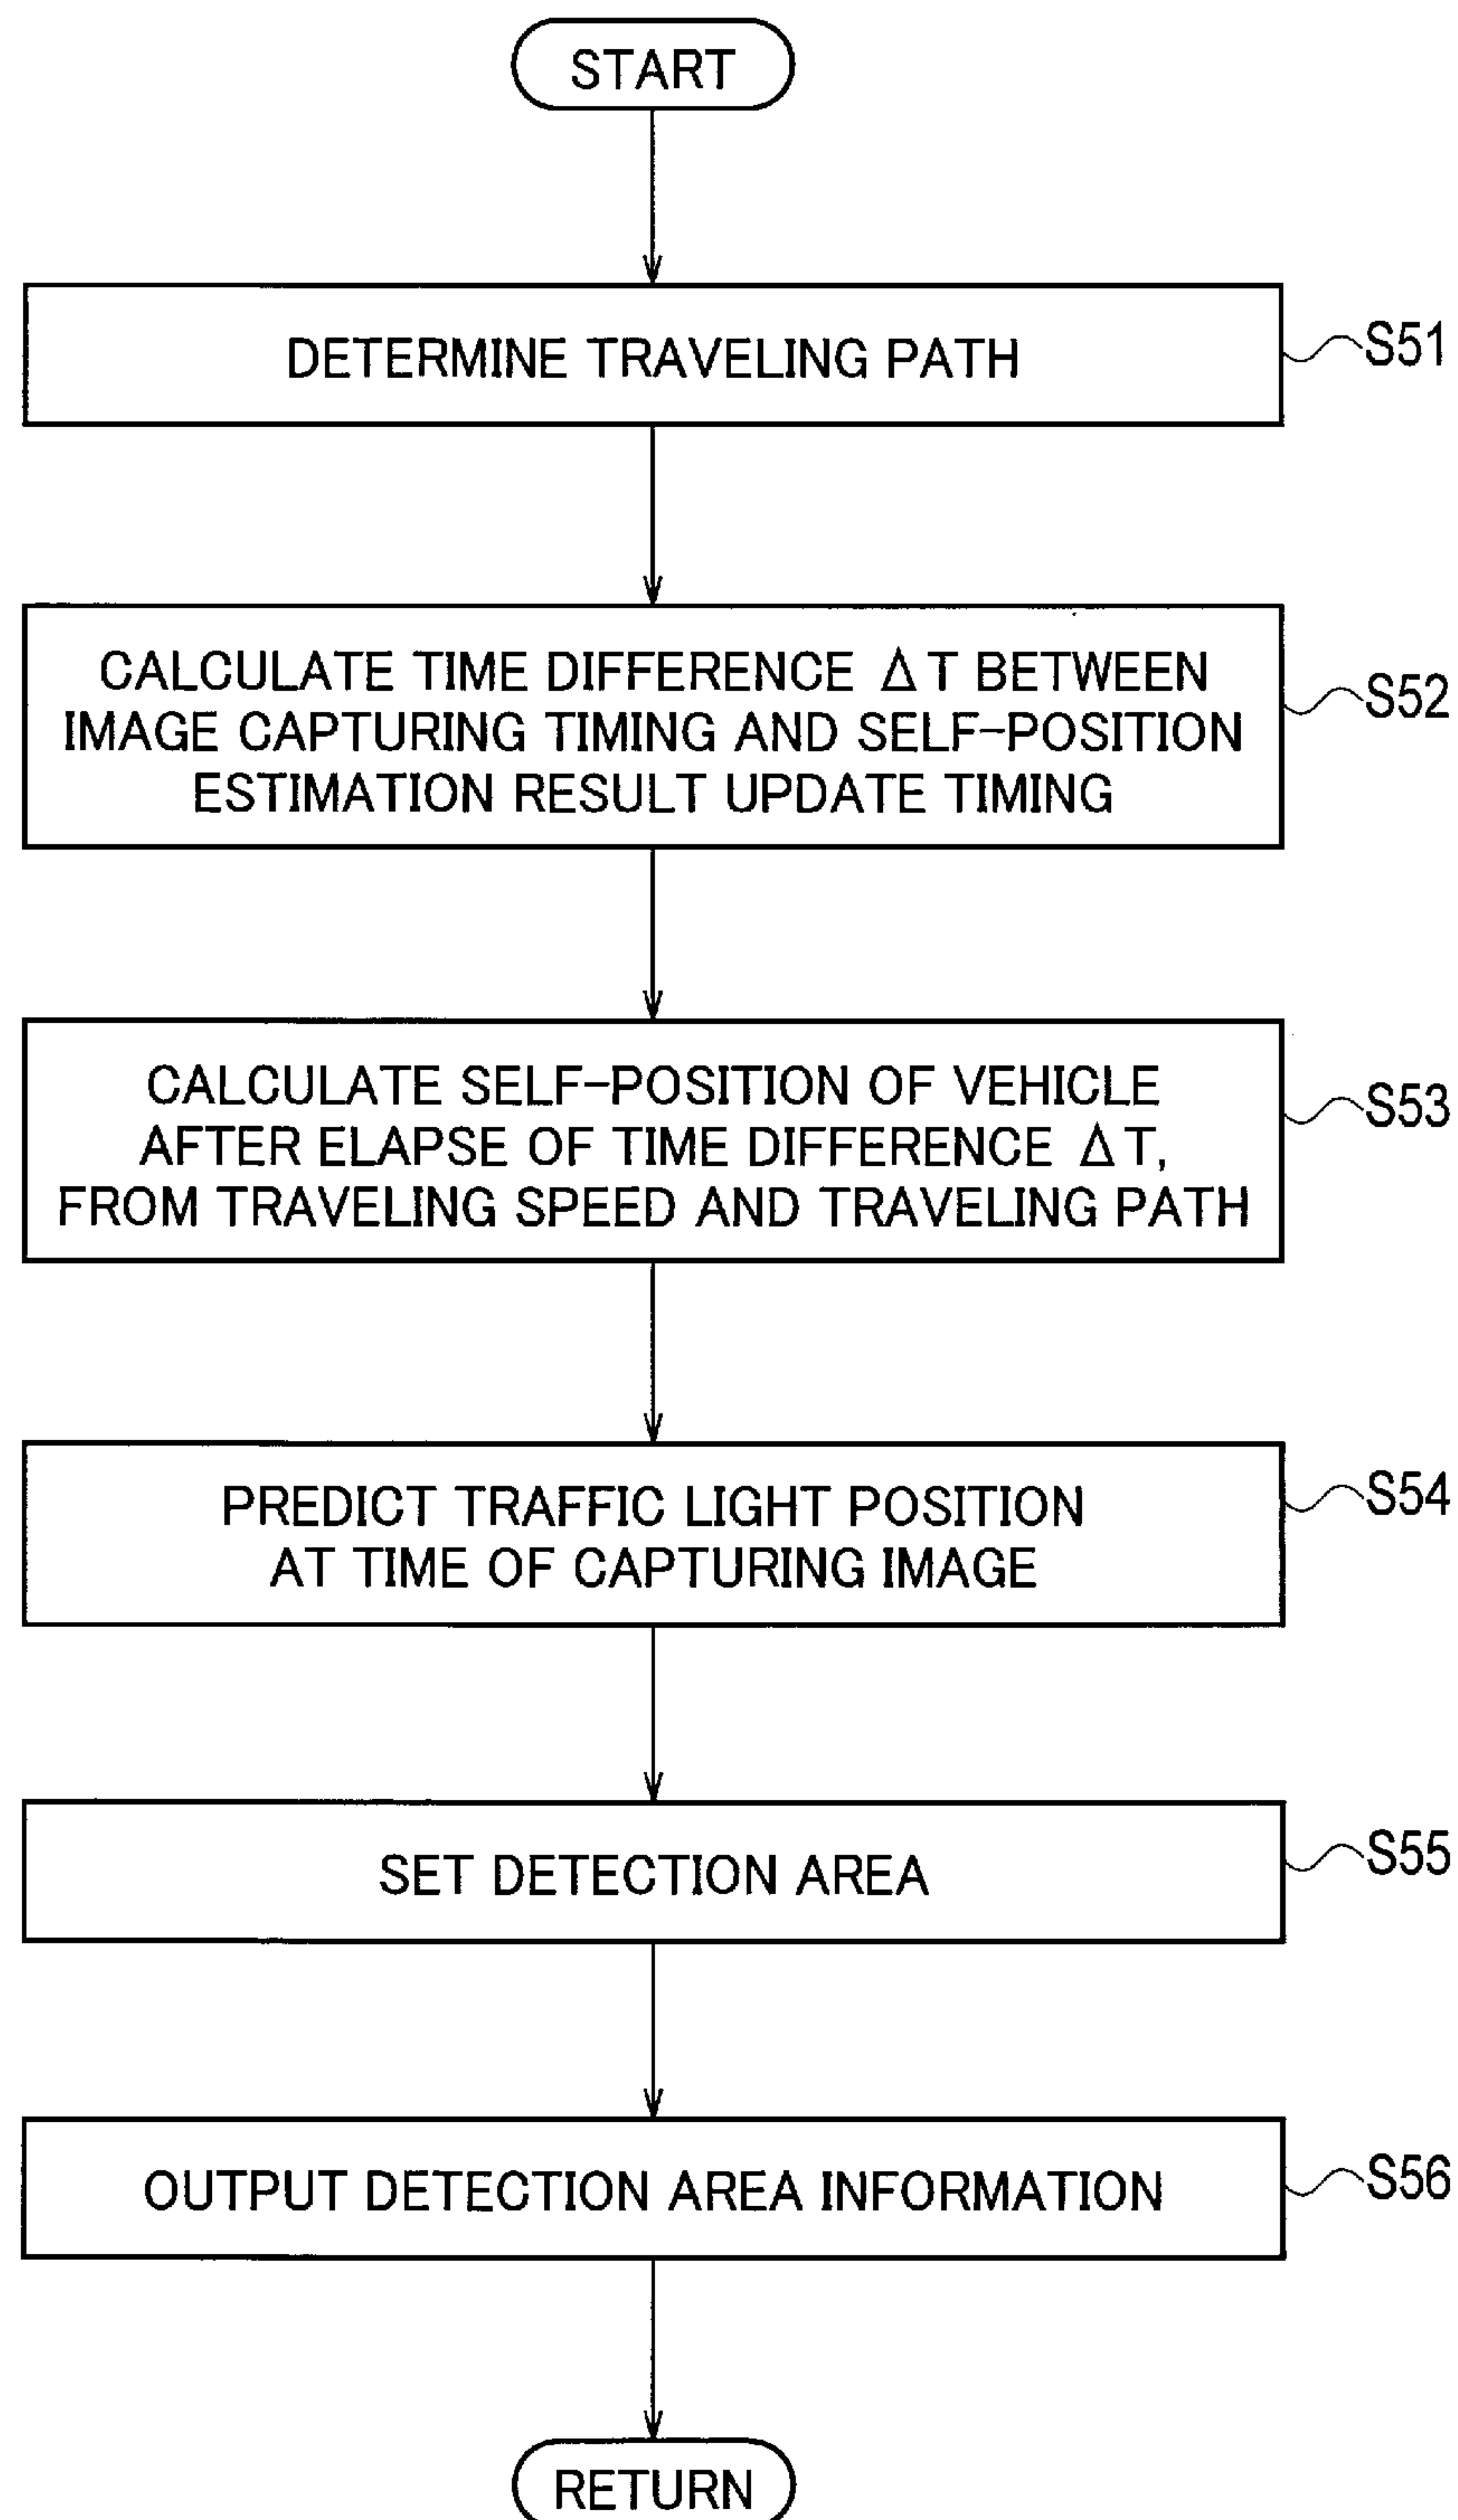 START
DETERMINE TRAVELING PATH
S51
CALCULATE TIME DIFFERENCE ΔT BETWEEN
IMAGE CAPTURING TIMING AND SELF-POSITION
ESTIMATION RESULT UPDATE TIMING
S52
CALCULATE SELF-POSITION OF VEHICLE
AFTER ELAPSE OF TIME DIFFERENCE ΔT,
FROM TRAVELING SPEED AND TRAVELING PATH
S53
PREDICT TRAFFIC LIGHT POSITION
AT TIME OF CAPTURING IMAGE
S54
SET DETECTION AREA
S55
OUTPUT DETECTION AREA INFORMATION
S56
RETURN